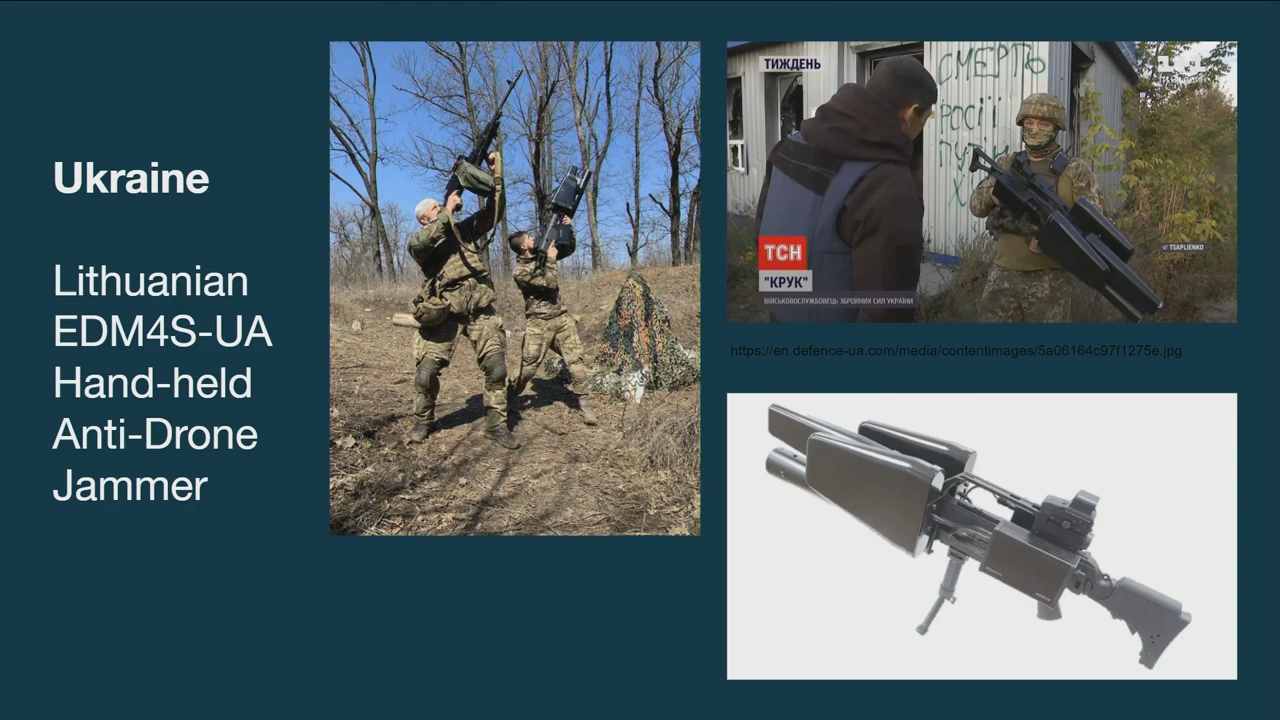 Ukraine
Lithuanian
EDM4S-UA
Hand-held
Anti-Drone
Jammer
ТИЖДЕНЬ
СМЕРТЬ
РОСІЇ
TSAPLIENKO
ТСН
"КРУК"
ВІЙСЬКОВОСЛУЖБОВЕЦЬ ЗБРОЙНИХ СИЛ УКРАЇНИ
https://en.defence-ua.com/media/contentimages/5a06164c97f1275e.jpg